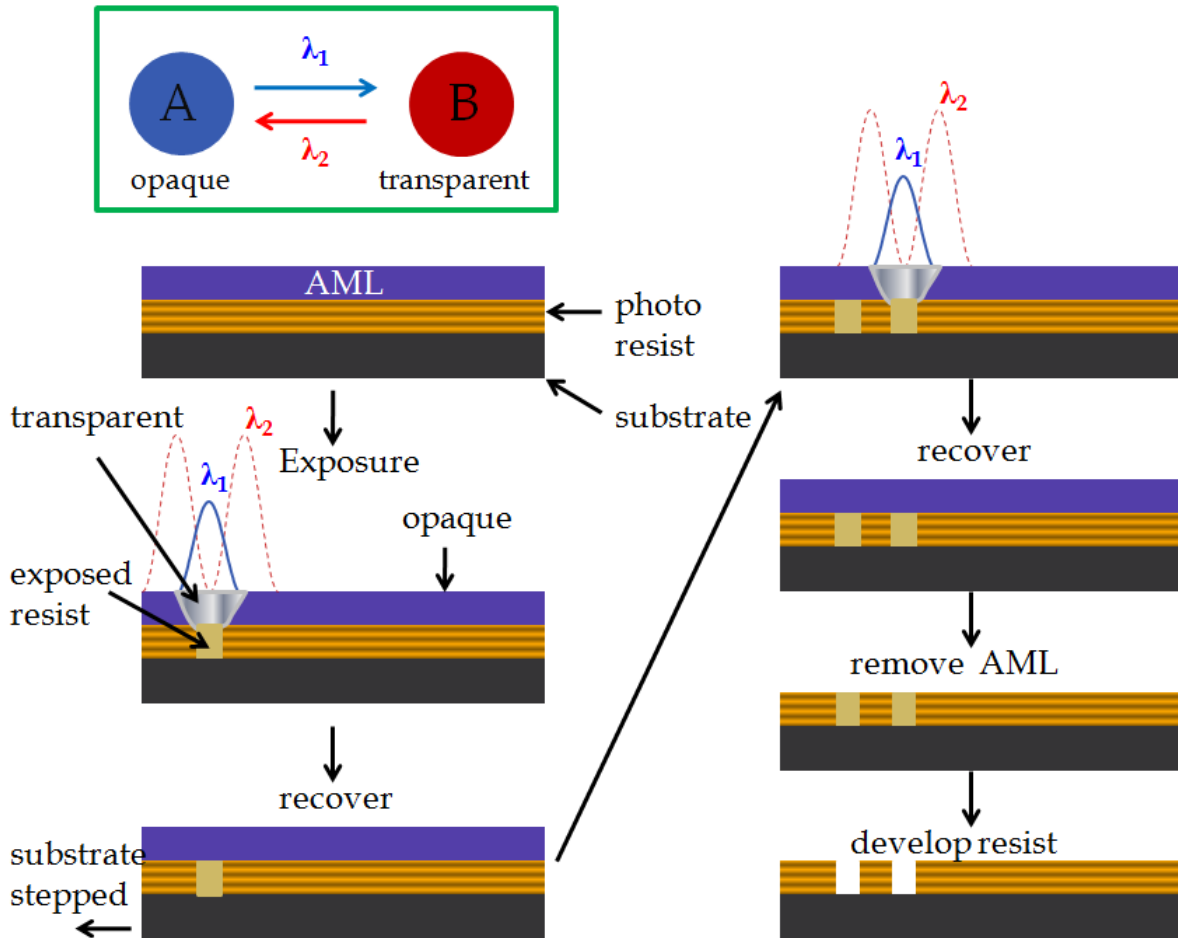 λ1
A
B
λ2
opaque
transparent
AML
photo
resist
substrate
Exposure
transparent
λ2
λ1
opaque
exposed
resist
recover
substrate
stepped
λ2
λ1
recover
remove AML
develop resist